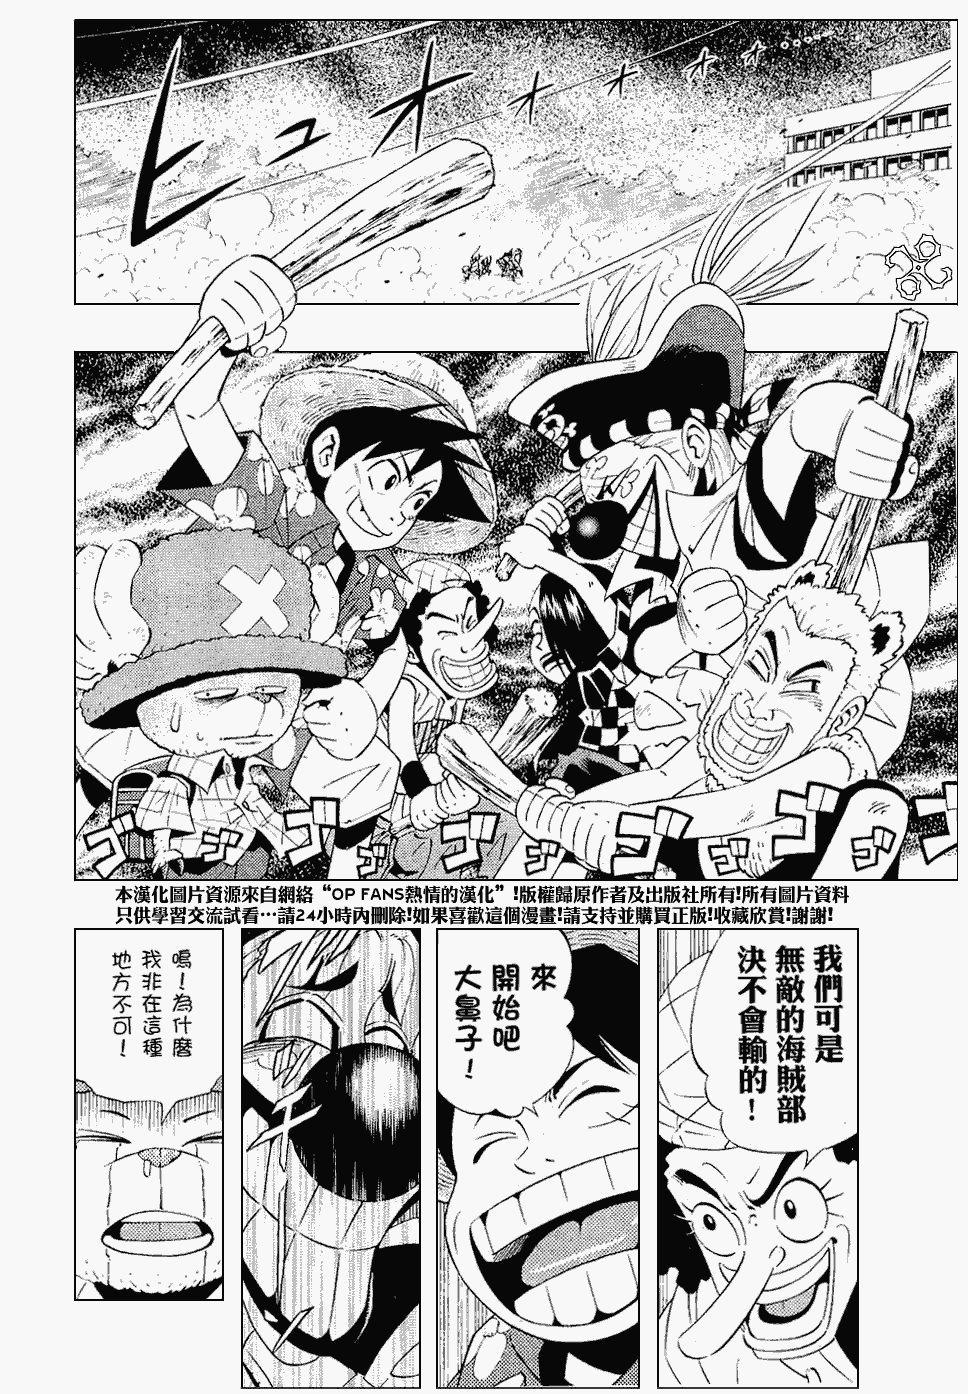 ヒュオオオオオ
ゴゴゴゴゴゴ
本漢化圖片資源來自網絡“OP FANS熱情的漢化”!版權歸原作者及出版社所有!所有圖片資料
只供學習交流試看…請24小時內刪除!如果喜歡這個漫畫!請支持並購買正版!收藏欣賞!謝謝!
我們可是
無敵的海賊部
決不會輸的!
來
開始吧
大鼻子!
嗚!為什麼
我非在這種
地方不可!